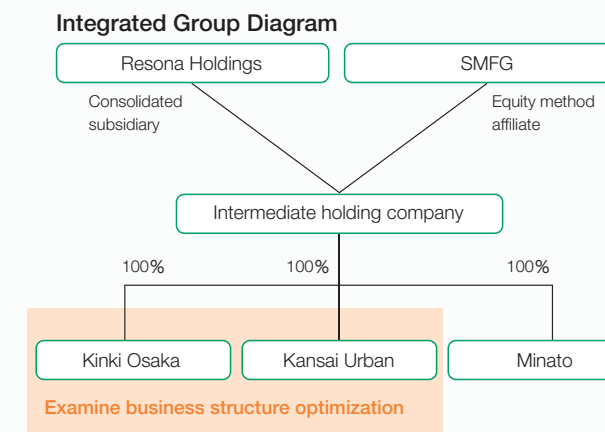 Integrated Group Diagram
Resona Holdings
SMFG
Consolidated
subsidiary
Equity method
affiliate
Intermediate holding company
100%
100%
100%
Kinki Osaka
Kansai Urban
Minato
Examine business structure optimization